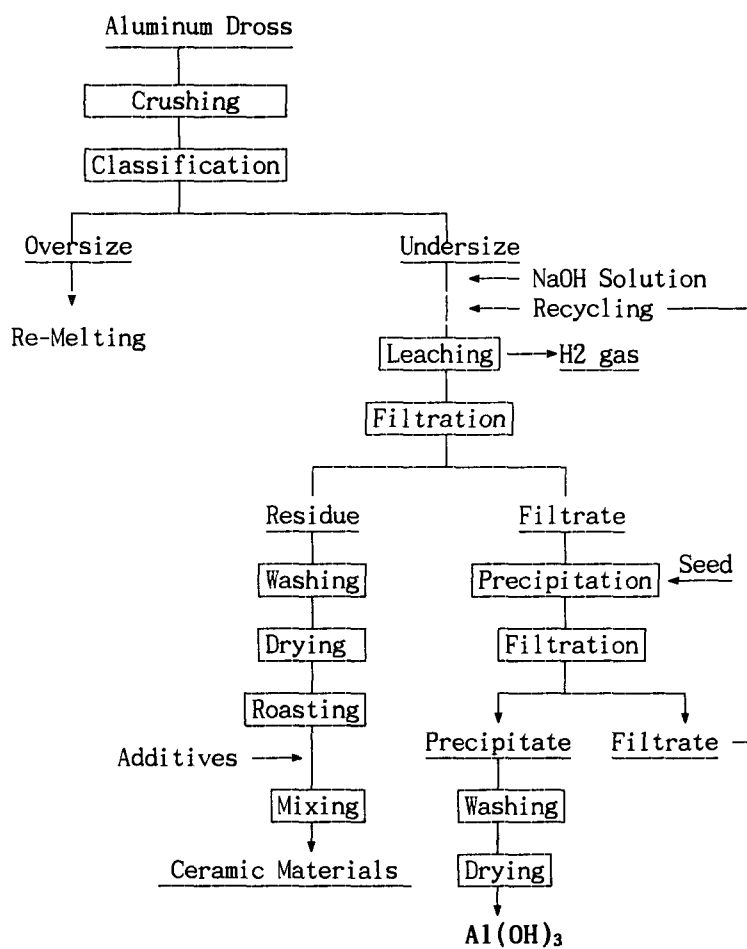 Aluminum Dross
Crushing
Classification
Oversize
Undersize
NaOH Solution
Recycling
Re-Melting
Leaching
H2 gas
Filtration
Residue
Filtrate
Washing
Precipitation
Seed
Drying
Filtration
Roasting
Additives
Precipitate
Filtrate
Mixing
Washing
Ceramic Materials
Drying
Al(OH)₃